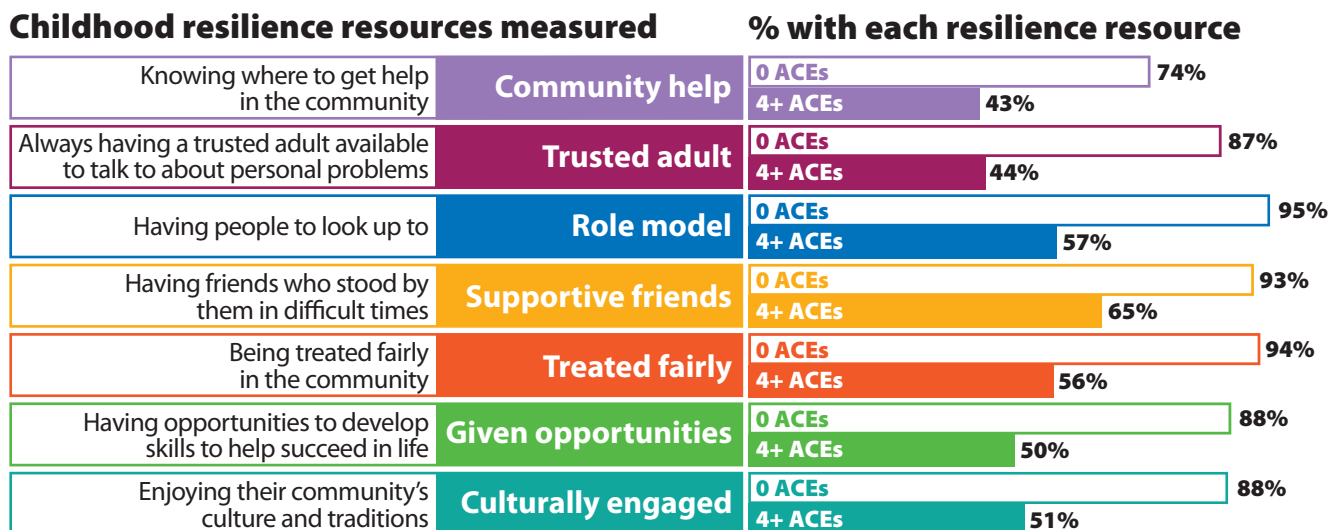 Childhood resilience resources measured
% with each resilience resource
Knowing where to get help
in the community
Community help
0 ACEs
74%
4+ ACEs
43%
Always having a trusted adult available
to talk to about personal problems
Trusted adult
0 ACEs
87%
4+ ACEs
44%
Having people to look up to
Role model
0 ACEs
95%
4+ ACEs
57%
Having friends who stood by
them in difficult times
Supportive friends
0 ACEs
93%
4+ ACEs
65%
Being treated fairly
in the community
Treated fairly
0 ACEs
94%
4+ ACEs
56%
Having opportunities to develop
skills to help succeed in life
Given opportunities
0 ACEs
88%
4+ ACEs
50%
Enjoying their community's
culture and traditions
Culturally engaged
0 ACEs
88%
4+ ACEs
51%